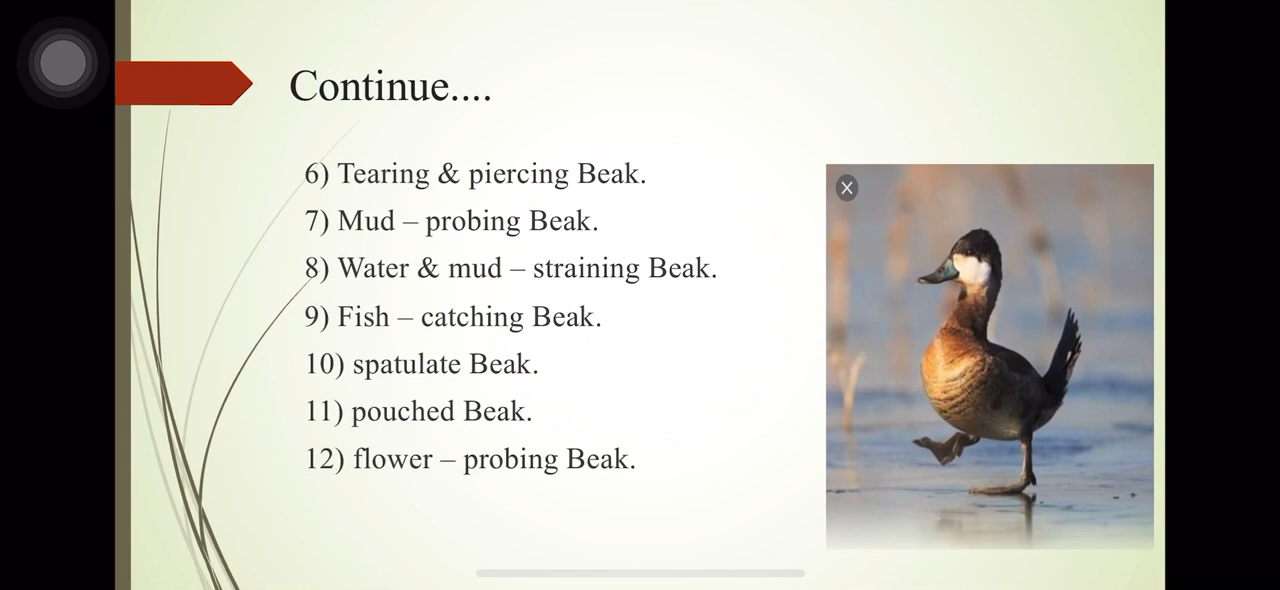 Continue....
6) Tearing & piercing Beak.
7) Mud – probing Beak.
8) Water & mud – straining Beak.
9) Fish – catching Beak.
10) spatulate Beak.
11) pouched Beak.
12) flower – probing Beak.